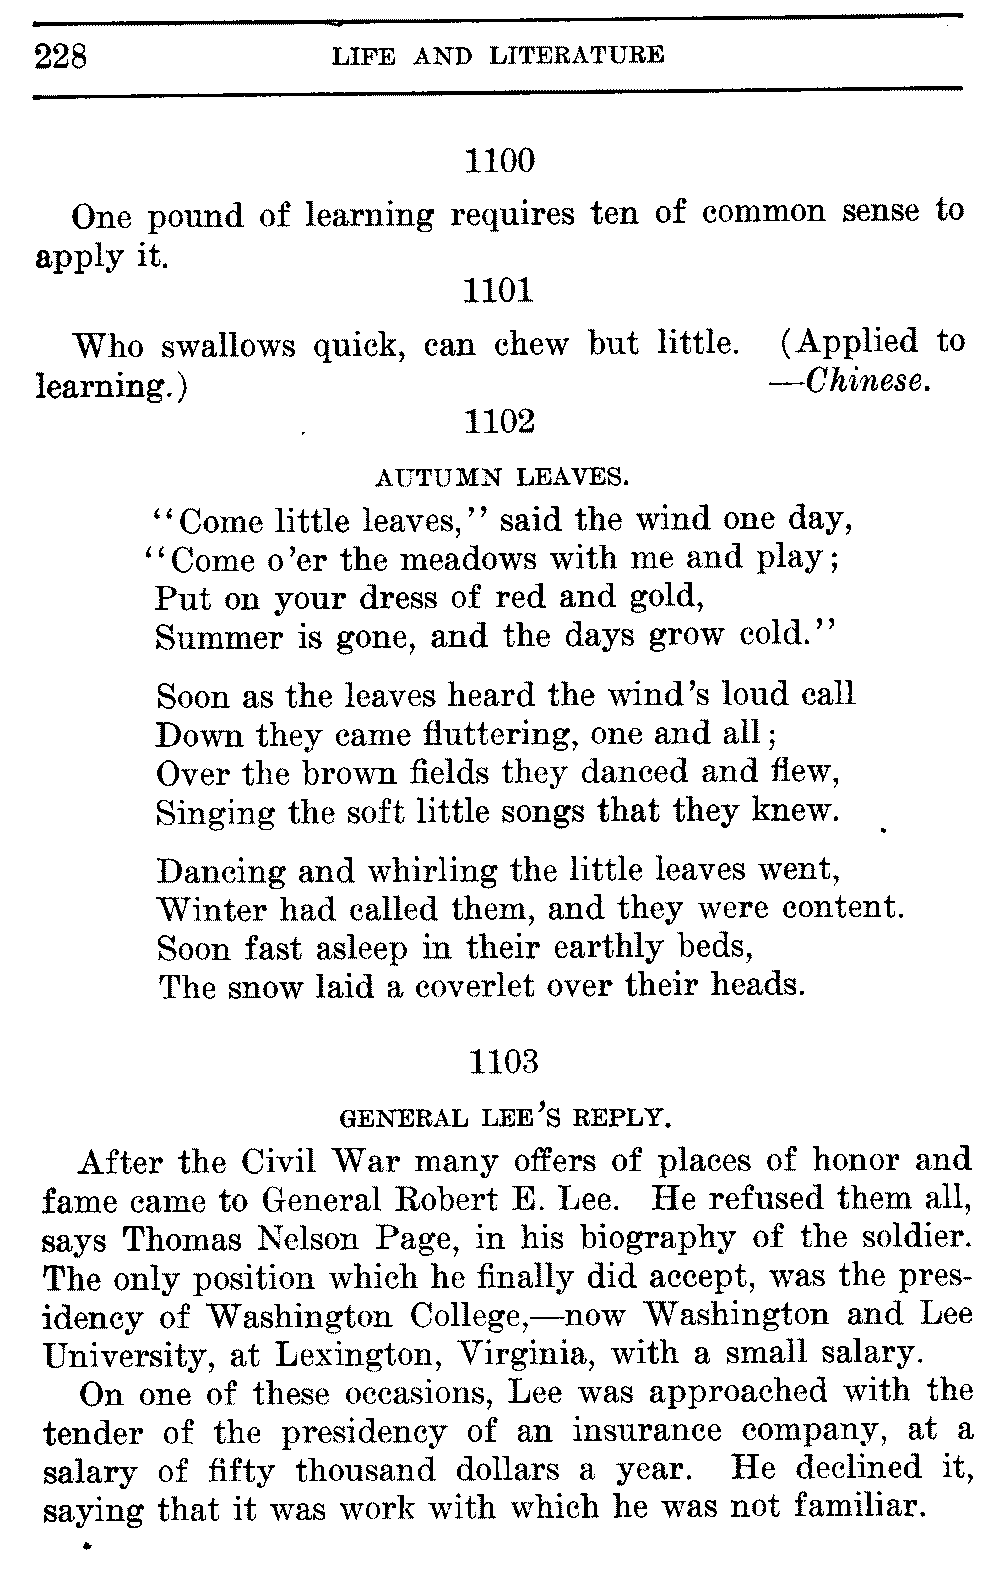 228 LIFE AND LITERATURE
1100
One pound of learning requires ten of common sense to
apply it.
1101
Who swallows quick, can chew but little. (Applied to
learning.) —Chinese.
1102
AUTUMN LEAVES.
"Come little leaves," said the wind one day,
"Come o'er the meadows with me and play;
Put on your dress of red and gold,
Summer is gone, and the days grow cold."
Soon as the leaves heard the wind's loud call
Down they came fluttering, one and all;
Over the brown fields they danced and flew,
Singing the soft little songs that they knew.
Dancing and whirling the little leaves went,
Winter had called them, and they were content.
Soon fast asleep in their earthly beds,
The snow laid a coverlet over their heads.
1103
GENERAL LEE'S REPLY.
After the Civil War many offers of places of honor and
fame came to General Robert E. Lee. He refused them all,
says Thomas Nelson Page, in his biography of the soldier.
The only position which he finally did accept, was the pres-
idency of Washington College,—now Washington and Lee
University, at Lexington, Virginia, with a small salary.
On one of these occasions, Lee was approached with the
tender of the presidency of an insurance company, at a
salary of fifty thousand dollars a year. He declined it,
saying that it was work with which he was not familiar.